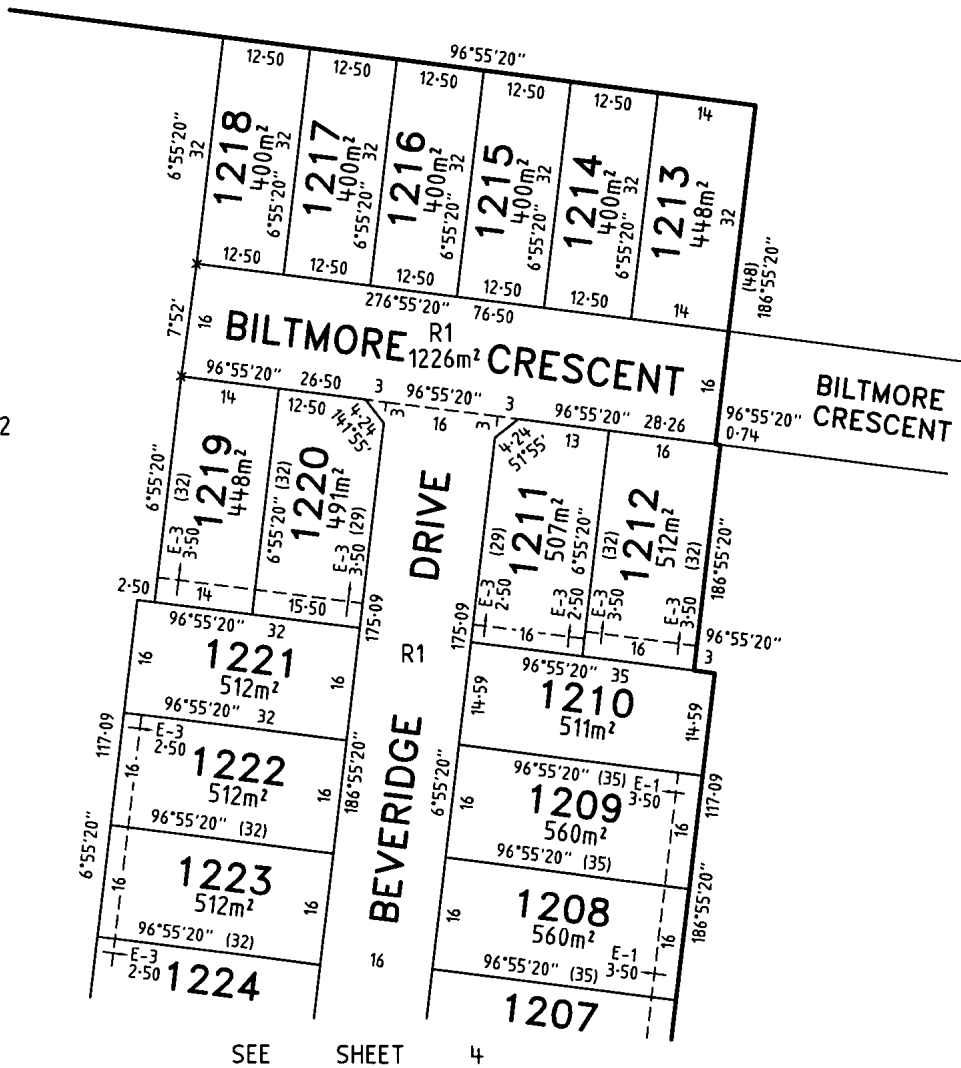 96°55'20"
12·50 12·50 12·50 12·50 12·50 14
6°55'20" 32
1218 400m² 6°55'20" 32
1217 400m² 6°55'20" 32
1216 400m² 6°55'20" 32
1215 400m² 6°55'20" 32
1214 400m² 6°55'20" 32
1213 448m² 32
(48) 186°55'20"
12·50 12·50 12·50 12·50 12·50 14
276°55'20" 76·50
7°52' 16
BILTMORE R1 1226m² CRESCENT
16
BILTMORE
CRESCENT
96°55'20"
0·74
96°55'20" 26·50 3 96°55'20" 3 96°55'20" 28·26
2
14 12·50 4·24 141°55' 3 16 3 4·24 51°55' 13 16
6°55'20" (32)
1219 448m²
E-3 3·50
6°55'20" (32)
1220 491m²
E-3 3·50 (29)
DRIVE
(29)
1211 507m²
6°55'20"
E-3 2·50
E-3 2·50
(32)
1212 512m²
(32)
E-3 3·50
E-3 3·50
186°55'20"
2·50 14 15·50 175·09 175·09 16 16
96°55'20"
3
96°55'20" 32
16 1221 16
512m²
R1
96°55'20" 35
14·59 1210 14·59
511m²
96°55'20" 32
117·09
E-3
2·50
16 1222 16
512m²
186°55'20"
6°55'20"
96°55'20" (35) E-1
3·50
16 1209 16
560m²
117·09
96°55'20" (32)
6°55'20"
16 1223 16
512m²
BEVERIDGE
96°55'20" (35)
16 1208 16
560m²
186°55'20"
96°55'20" (32)
E-3
2·50
1224
16
E-1
96°55'20" (35) 3·50
1207
SEE SHEET 4